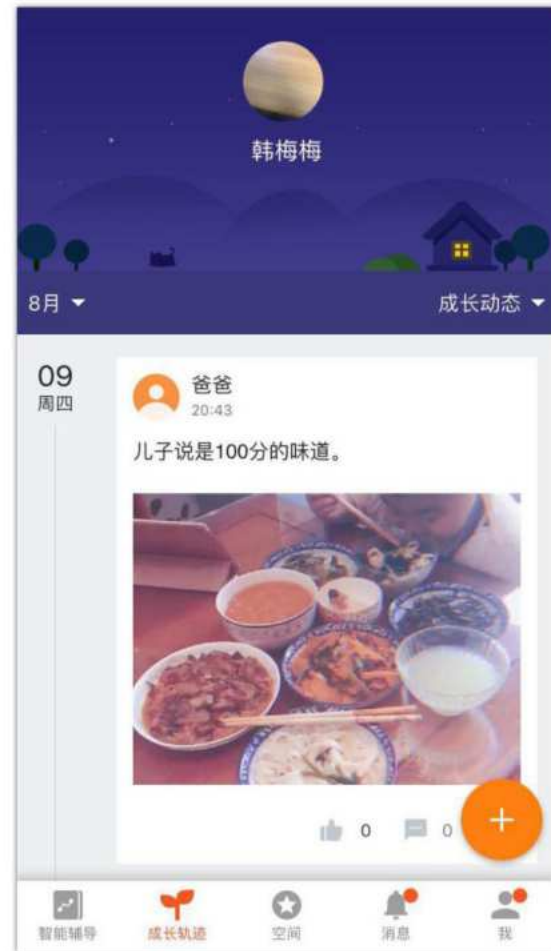 韩梅梅
8月
成长动态
09
周四
爸爸
20:43
儿子说是100分的味道。
0
0
智能辅导
成长轨迹
空间
消息
我